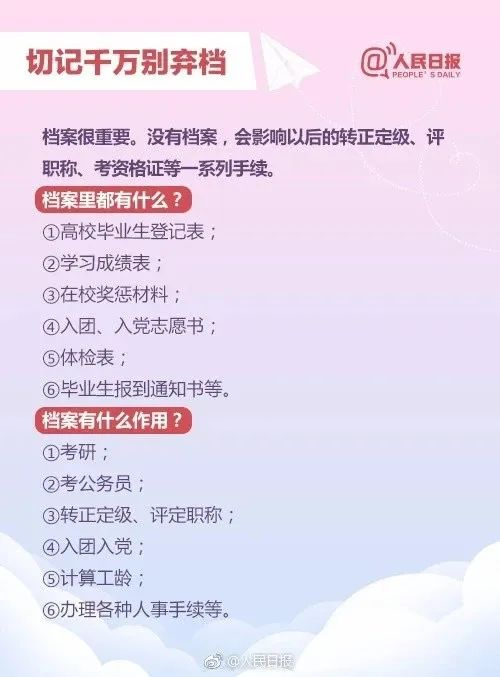 切记千万别弃档
@人民日报
PEOPLE'S DAILY
档案很重要。没有档案，会影响以后的转正定级、评
职称、考资格证等一系列手续。
档案里都有什么？
①高校毕业生登记表；
②学习成绩表；
③在校奖惩材料；
④入团、入党志愿书；
⑤体检表；
⑥毕业生报到通知书等。
档案有什么作用？
①考研；
②考公务员；
③转正定级、评定职称；
④入团入党；
⑤计算工龄；
⑥办理各种人事手续等。
@人民日报